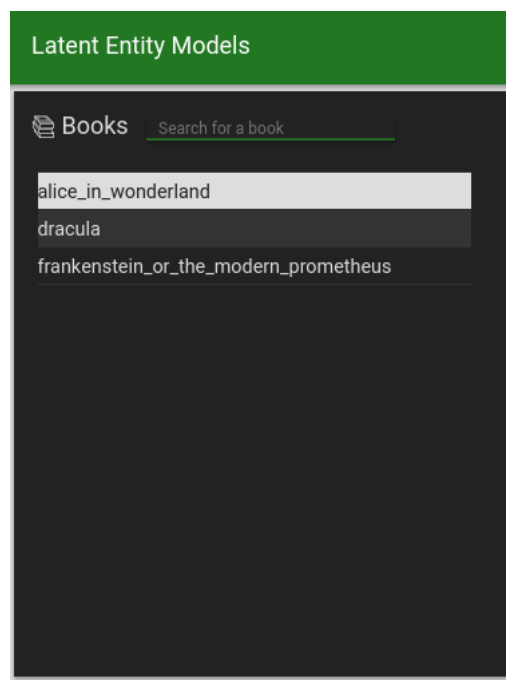 Latent Entity Models
Books Search for a book
alice_in_wonderland
dracula
frankenstein_or_the_modern_prometheus